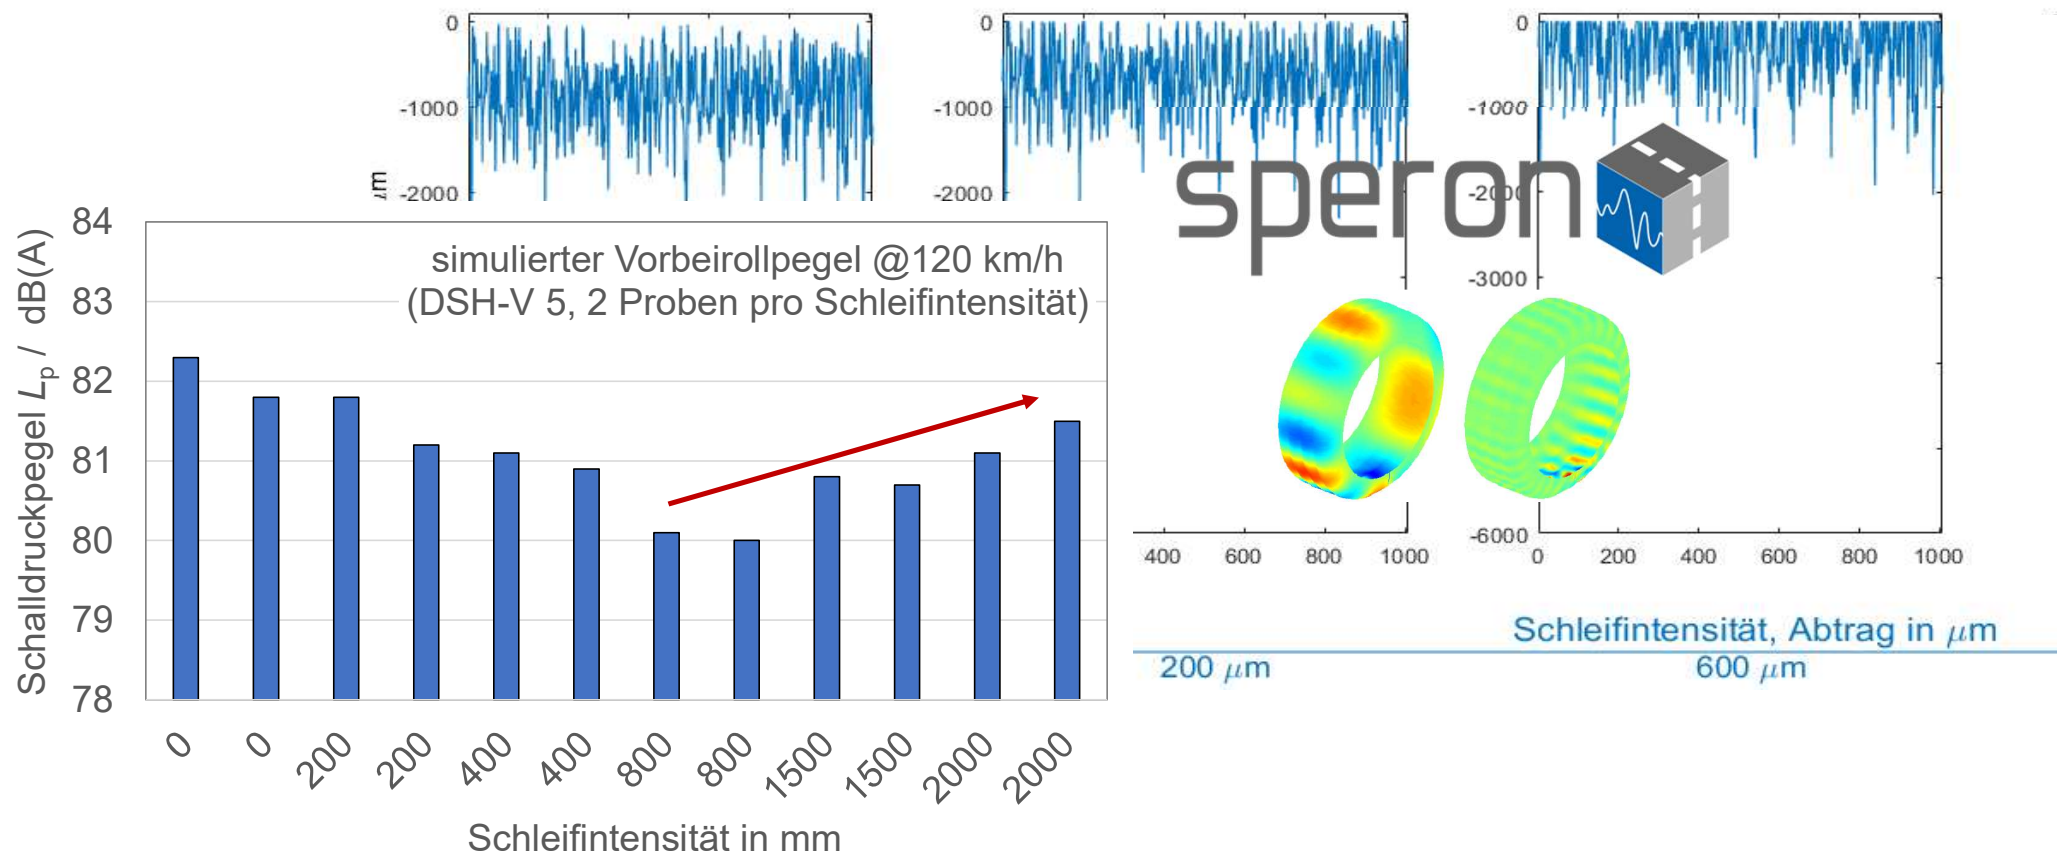 0
-1000
-2000
0
-1000
-2000
0
-1000
-2000
-3000
-6000
speron
84
83
82
81
80
79
78
Schalldruckpegel Lp / dB(A)
simulierter Vorbeirollpegel @120 km/h
(DSH-V 5, 2 Proben pro Schleifintensität)
0 0 200 200 400 400 800 800 1500 1500 2000 2000
Schleifintensität in mm
400 600 800 1000
0 200 400 600 800 1000
Schleifintensität, Abtrag in μm
200 μm
600 μm